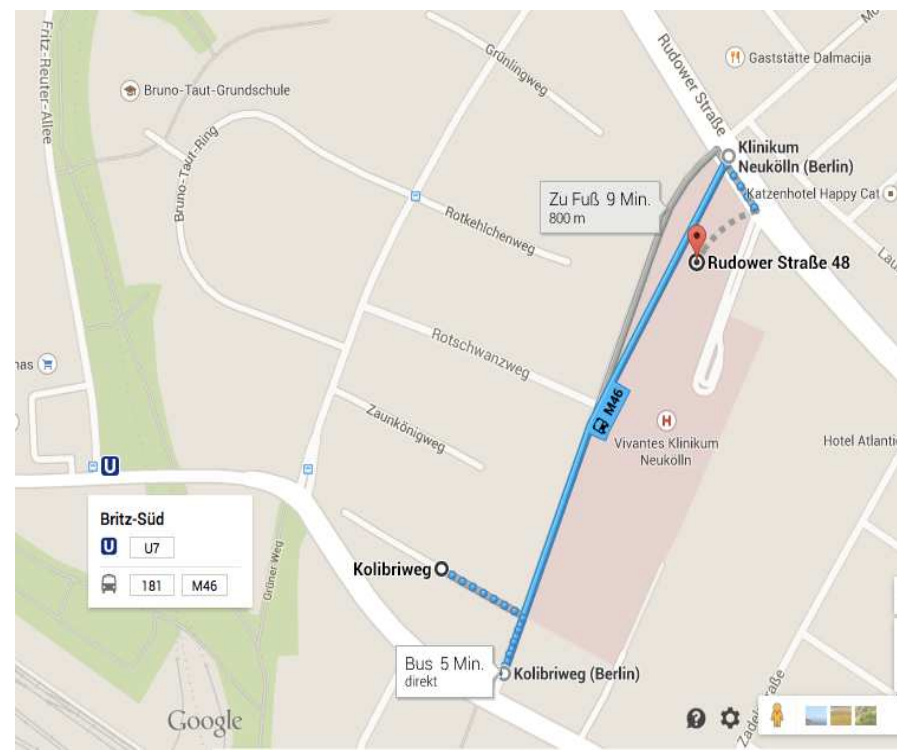 Fritz-Reuter-Allee
Bruno-Taut-Grundschule
Bruno-Taut-Ring
Grünlingweg
Rudower Straße
Gaststätte Dalmacija
Klinikum
Neukölln (Berlin)
Katzenhotel Happy Cat
Zu Fuß 9 Min.
800 m
Rotkehlchenweg
Rudower Straße 48
Rotschwanzweg
M46
Zaunkönigweg
H
Vivantes Klinikum
Neukölln
Hotel Atlantic
U
Britz-Süd
U U7
181 M46
Grüner Weg
Kolibriweg
Bus 5 Min.
direkt
Kolibriweg (Berlin)
Google
?